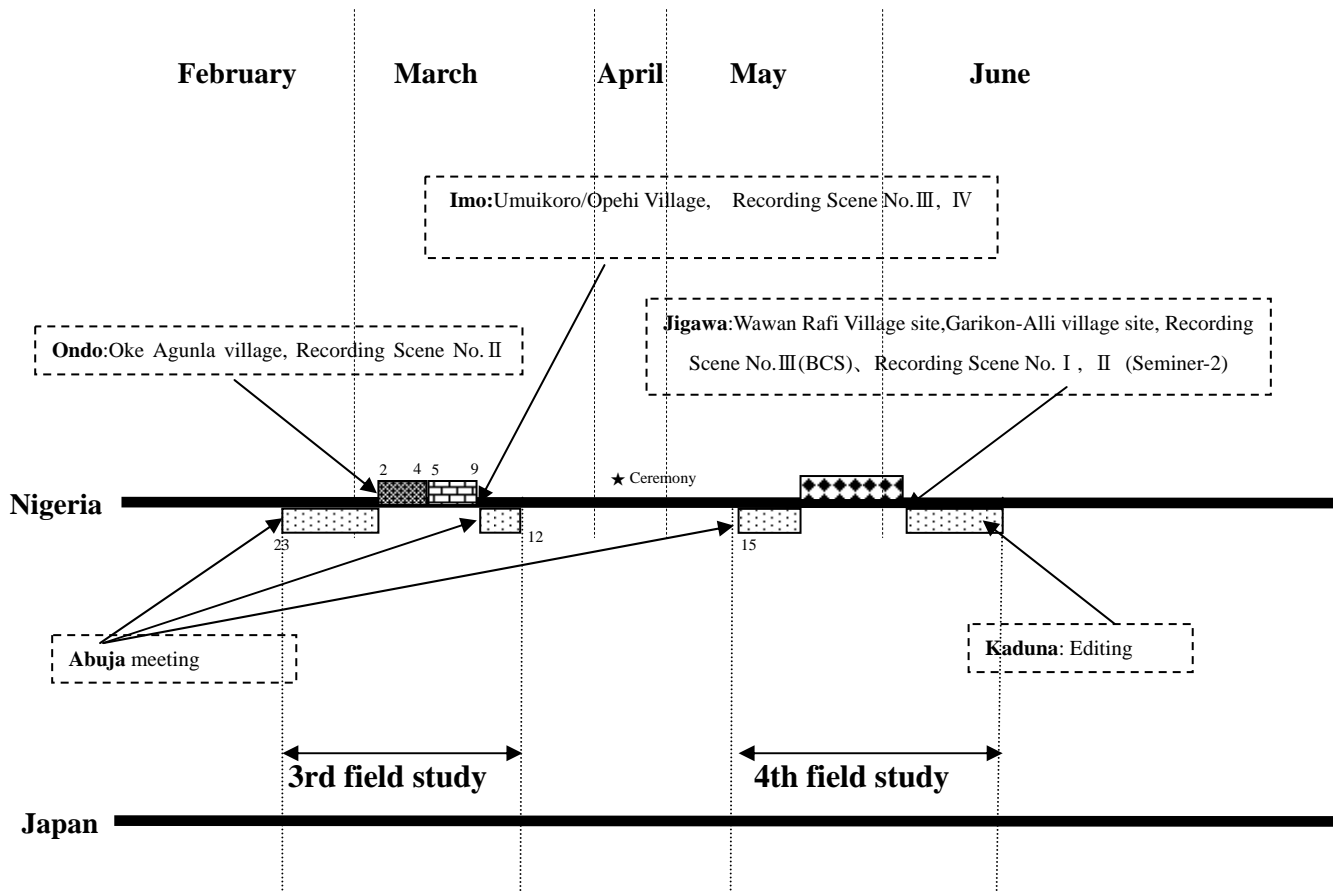 February March April May June
Imo:Umuikoro/Opehi Village, Recording Scene No.Ⅲ, Ⅳ
Jigawa:Wawan Rafi Village site,Garikon-Alli village site, Recording
Scene No.Ⅲ(BCS)、Recording Scene No.Ⅰ, Ⅱ (Seminer-2)
Ondo:Oke Agunla village, Recording Scene No.Ⅱ
2 4 5 9
★ Ceremony
Nigeria
23
12
15
Abuja meeting
Kaduna: Editing
3rd field study
4th field study
Japan